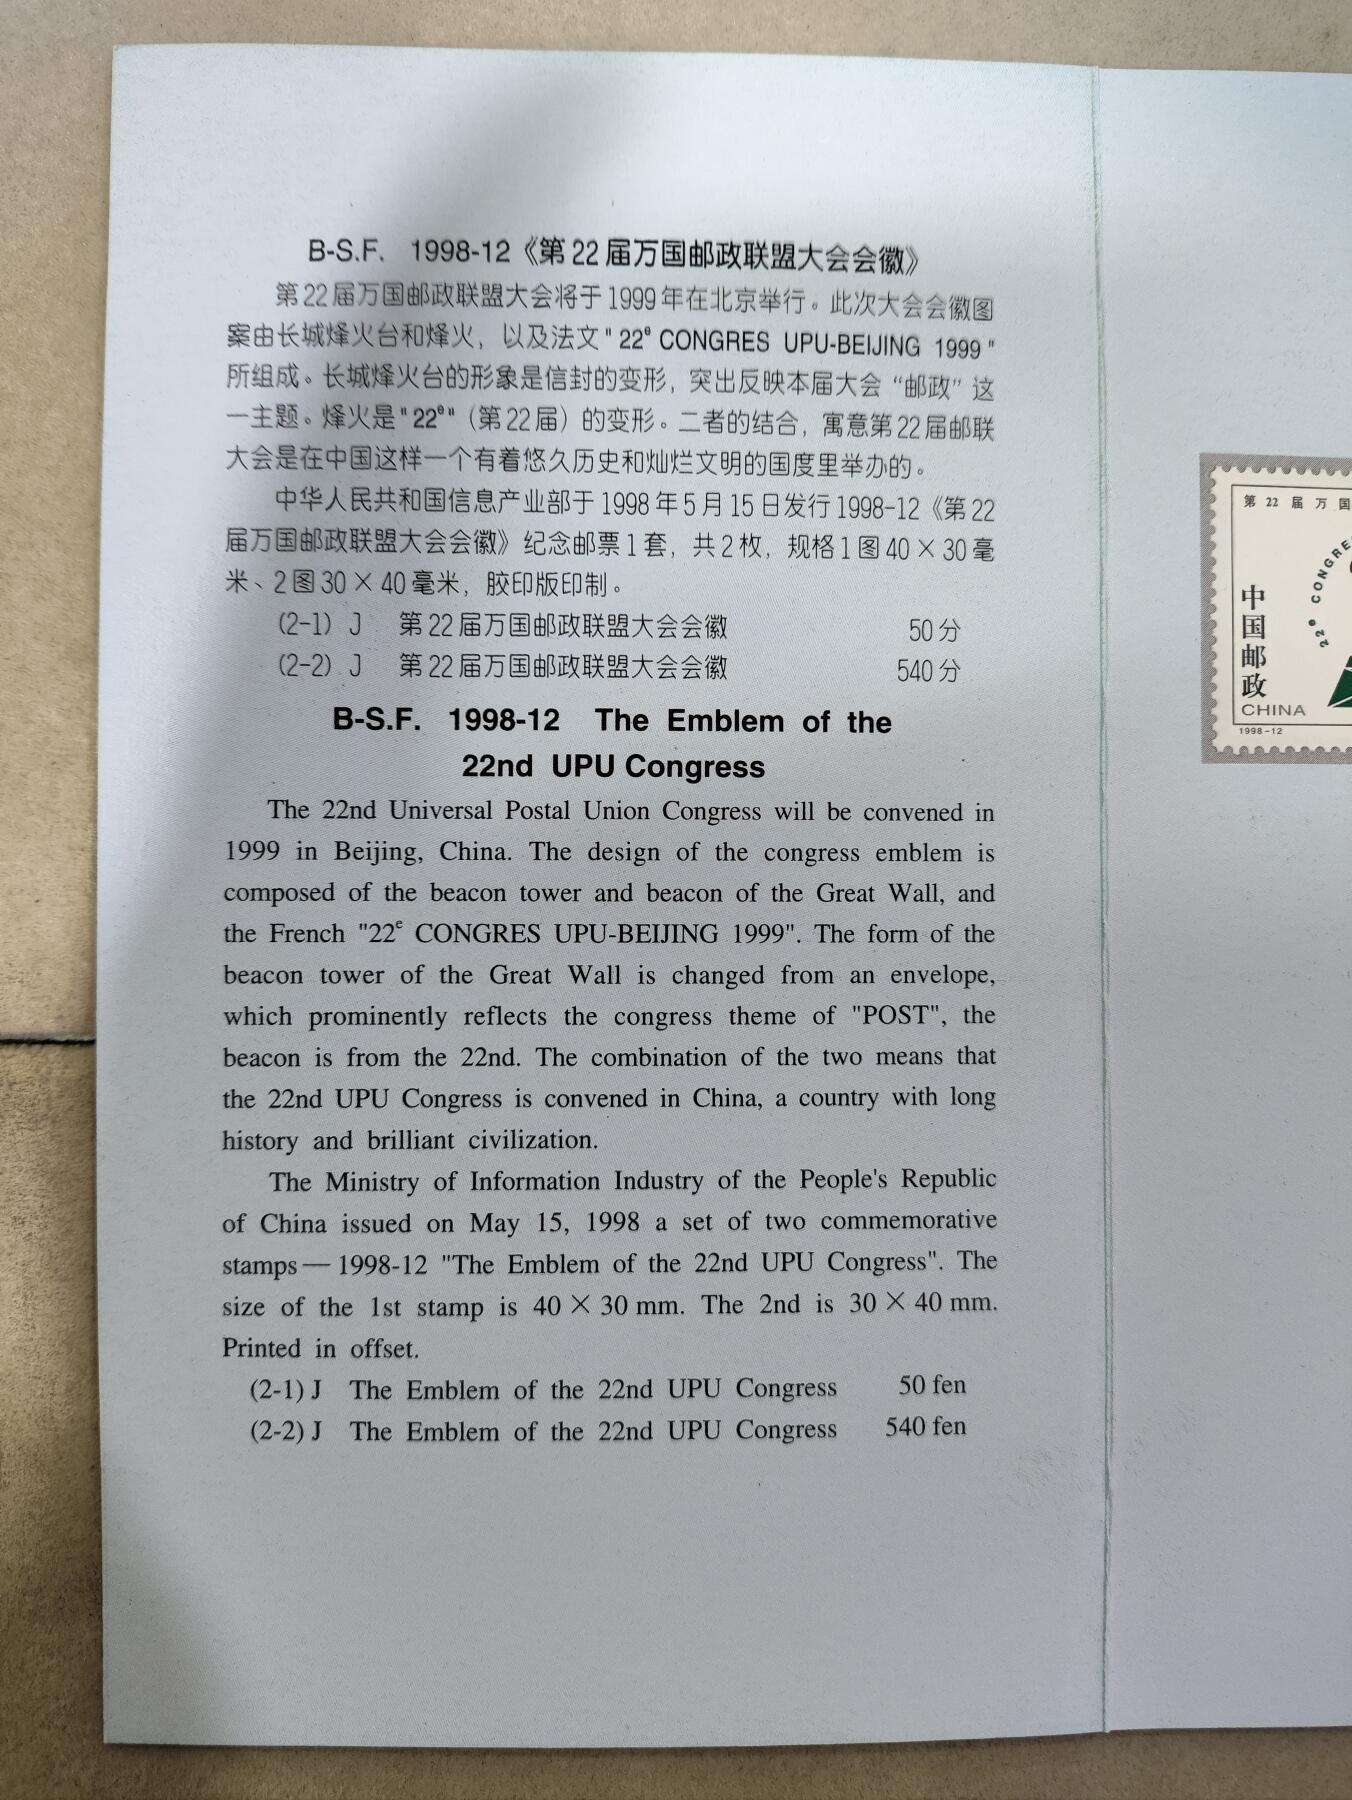 B-S.F. 1998-12《第22届万国邮政联盟大会会徽》
第22届万国邮政联盟大会将于1999年在北京举行。此次大会会徽图
案由长城烽火台和烽火，以及法文"22e CONGRES UPU-BEIJING 1999"
所组成。长城烽火台的形象是信封的变形，突出反映本届大会“邮政”这
一主题。烽火是"22e"（第22届）的变形。二者的结合，寓意第22届邮联
大会是在中国这样一个有着悠久历史和灿烂文明的国度里举办的。
中华人民共和国信息产业部于1998年5月15日发行1998-12《第22
届万国邮政联盟大会会徽》纪念邮票1套，共2枚，规格1图40×30毫
米、2图30×40毫米，胶印版印制。
(2-1) J 第22届万国邮政联盟大会会徽 50分
(2-2) J 第22届万国邮政联盟大会会徽 540分
B-S.F. 1998-12 The Emblem of the
22nd UPU Congress
The 22nd Universal Postal Union Congress will be convened in
1999 in Beijing, China. The design of the congress emblem is
composed of the beacon tower and beacon of the Great Wall, and
the French "22e CONGRES UPU-BEIJING 1999". The form of the
beacon tower of the Great Wall is changed from an envelope,
which prominently reflects the congress theme of "POST", the
beacon is from the 22nd. The combination of the two means that
the 22nd UPU Congress is convened in China, a country with long
history and brilliant civilization.
The Ministry of Information Industry of the People's Republic
of China issued on May 15, 1998 a set of two commemorative
stamps—1998-12 "The Emblem of the 22nd UPU Congress". The
size of the 1st stamp is 40×30 mm. The 2nd is 30×40 mm.
Printed in offset.
(2-1) J The Emblem of the 22nd UPU Congress 50 fen
(2-2) J The Emblem of the 22nd UPU Congress 540 fen
第22届万国
22e CONGRE
中国邮政
CHINA
1998-12